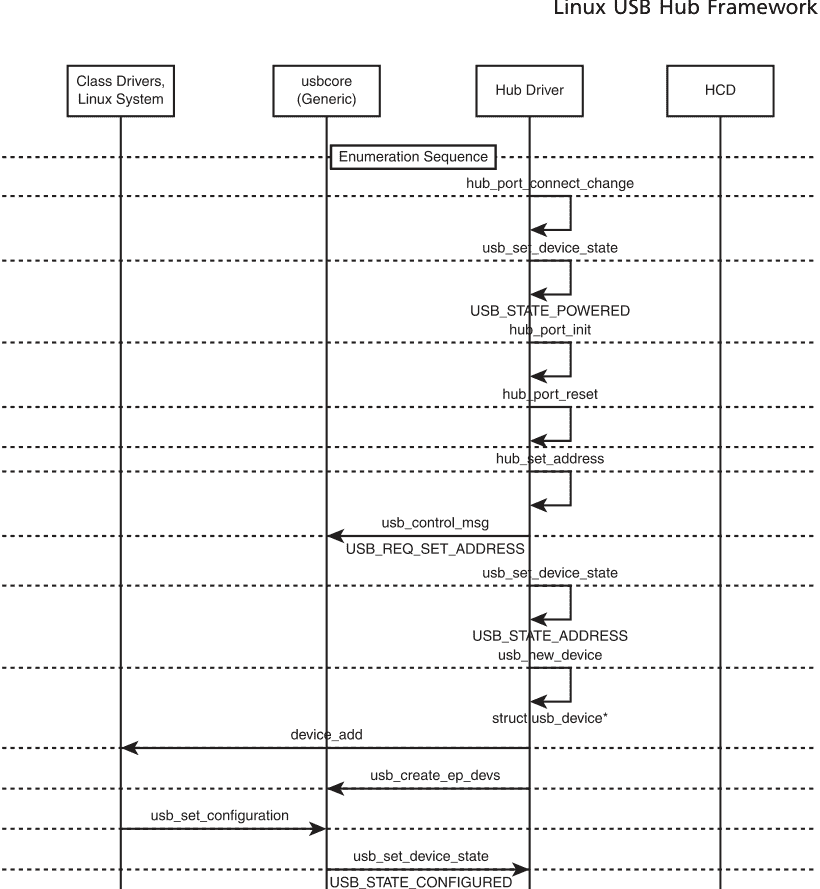 Linux USB Hub Framework
Class Drivers,
Linux System
usbcore
(Generic)
Hub Driver
HCD
Enumeration Sequence
hub_port_connect_change
usb_set_device_state
USB_STATE_POWERED
hub_port_init
hub_port_reset
hub_set_address
usb_control_msg
USB_REQ_SET_ADDRESS
usb_set_device_state
USB_STATE_ADDRESS
usb_new_device
struct usb_device*
device_add
usb_create_ep_devs
usb_set_configuration
usb_set_device_state
USB_STATE_CONFIGURED